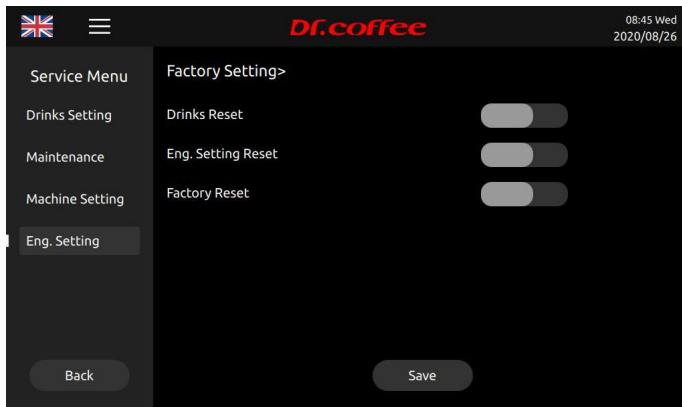 Dr.coffee
08:45 Wed
2020/08/26
Service Menu
Drinks Setting
Maintenance
Machine Setting
Eng. Setting
Back
Factory Setting>
Drinks Reset
Eng. Setting Reset
Factory Reset
Save